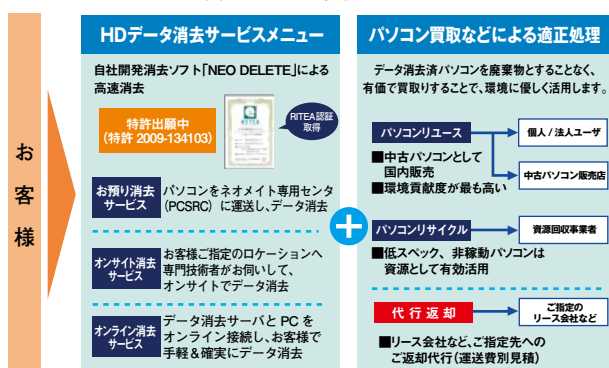 お客様
HDデータ消去サービスメニュー
自社開発消去ソフト「NEO DELETE」による
高速消去
特許出願中
(特許 2009-134103)
RITEA認証
取得
お預り消去
サービス
パソコンをネオメイト専用センタ
(PCSRC)に運送し、データ消去
オンサイト消去
サービス
お客様ご指定のロケーションへ
専門技術者がお伺いして、
オンサイトでデータ消去
オンライン消去
サービス
データ消去サーバと PC を
オンライン接続し、お客様で
手軽&確実にデータ消去
パソコン買取などによる適正処理
データ消去済パソコンを廃棄物とすることなく、
有価で買取りすることで、環境に優しく活用します。
パソコンリユース
個人/法人ユーザ
■中古パソコンとして
国内販売
■環境貢献度が最も高い
中古パソコン販売店
パソコンリサイクル
資源回収事業者
■低スペック、非稼動パソコンは
資源として有効活用
代行返却
ご指定の
リース会社など
■リース会社など、ご指定先への
ご返却代行(運送費別見積)